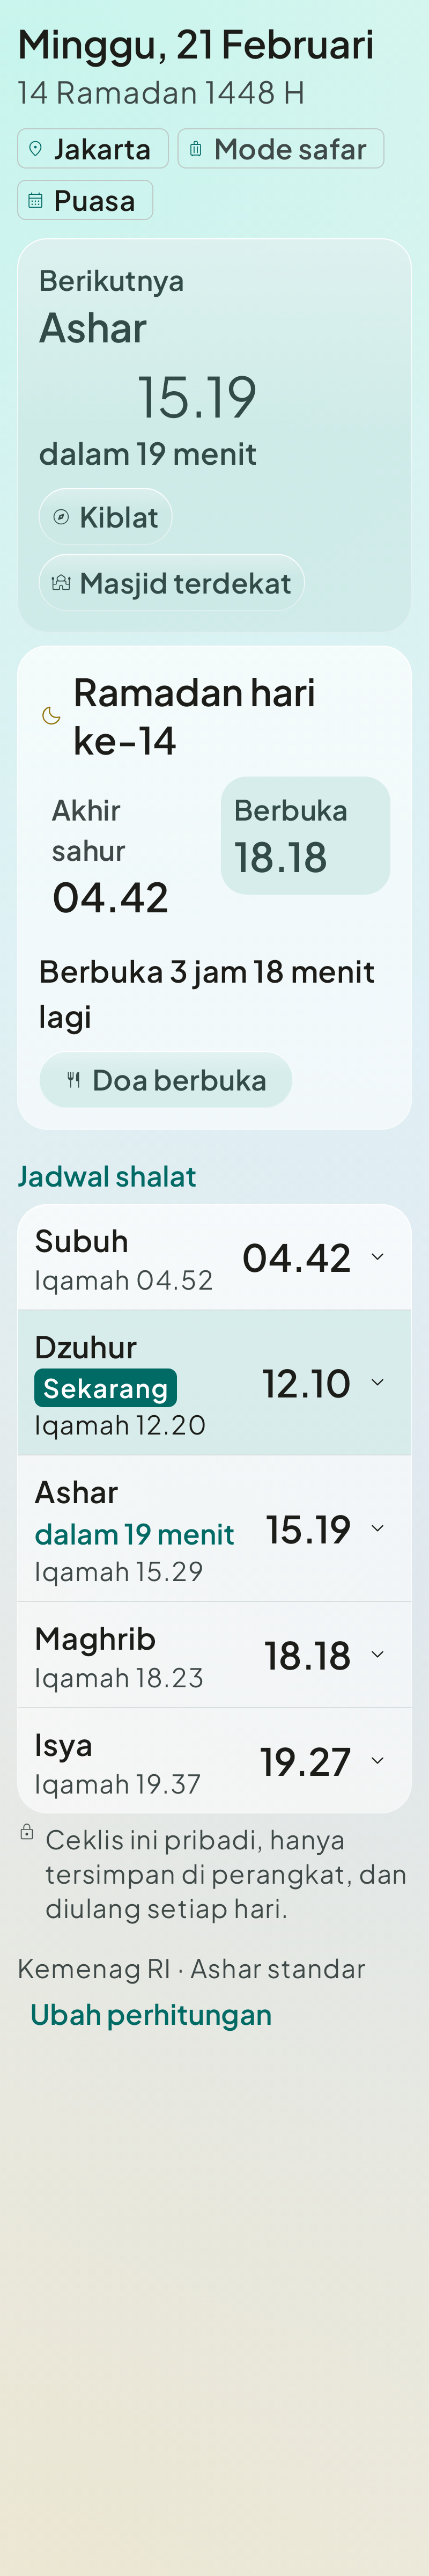 Minggu, 21 Februari
14 Ramadan 1448 H
Jakarta
Mode safar
Puasa
Berikutnya
Ashar
15.19
dalam 19 menit
Kiblat
Masjid terdekat
Ramadan hari
ke-14
Akhir
sahur
04.42
Berbuka
18.18
Berbuka 3 jam 18 menit
lagi
Doa berbuka
Jadwal shalat
Subuh
Iqamah 04.52
04.42
Dzuhur
Sekarang
Iqamah 12.20
12.10
Ashar
dalam 19 menit
Iqamah 15.29
15.19
Maghrib
Iqamah 18.23
18.18
Isya
Iqamah 19.37
19.27
Ceklis ini pribadi, hanya
tersimpan di perangkat, dan
diulang setiap hari.
Kemenag RI · Ashar standar
Ubah perhitungan